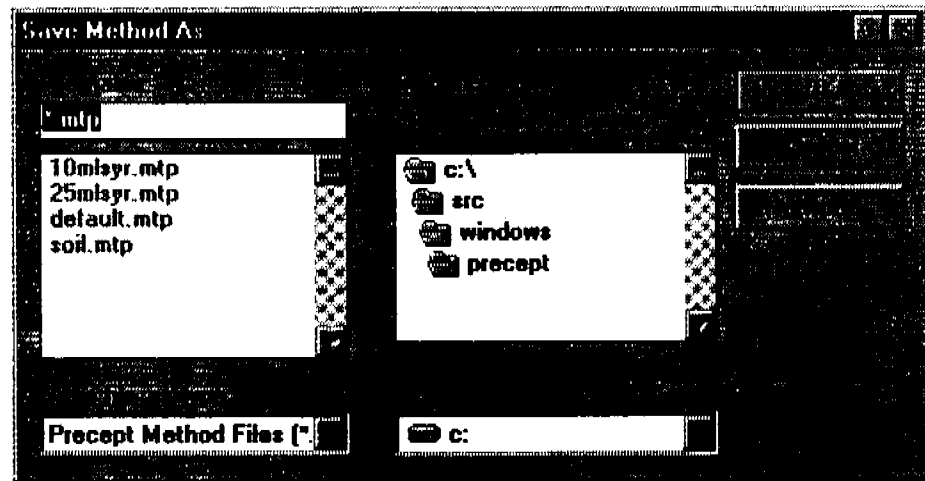 Save Method As
*.mtp
10mlsyr.mtp
25mlsyr.mtp
default.mtp
soil.mtp
c:\
src
windows
precept
Precept Method Files (*.
c: